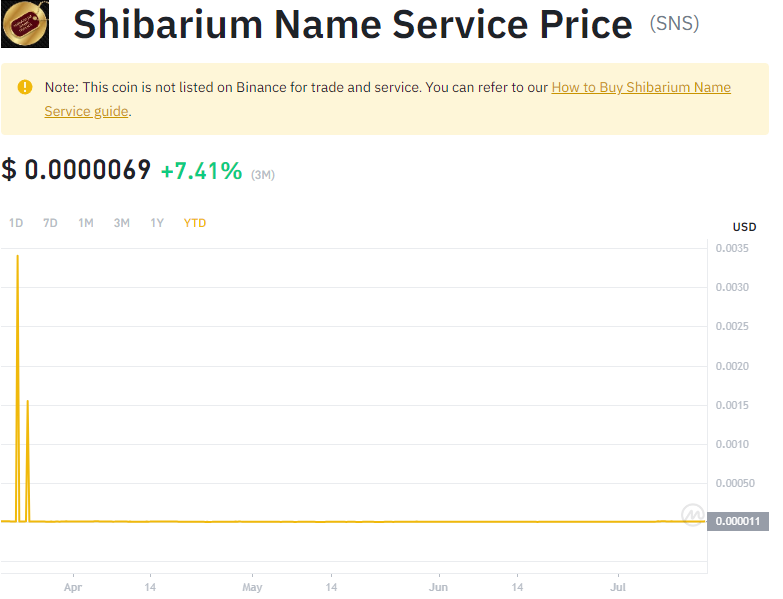 Shibarium Name Service Price (SNS)
Note: This coin is not listed on Binance for trade and service. You can refer to our How to Buy Shibarium Name
Service guide.
$ 0.0000069 +7.41% (3M)
1D 7D 1M 3M 1Y YTD
USD
0.0035
0.0030
0.0025
0.0020
0.0015
0.0010
0.00050
0.000011
Apr 14 May 14 Jun 14 Jul